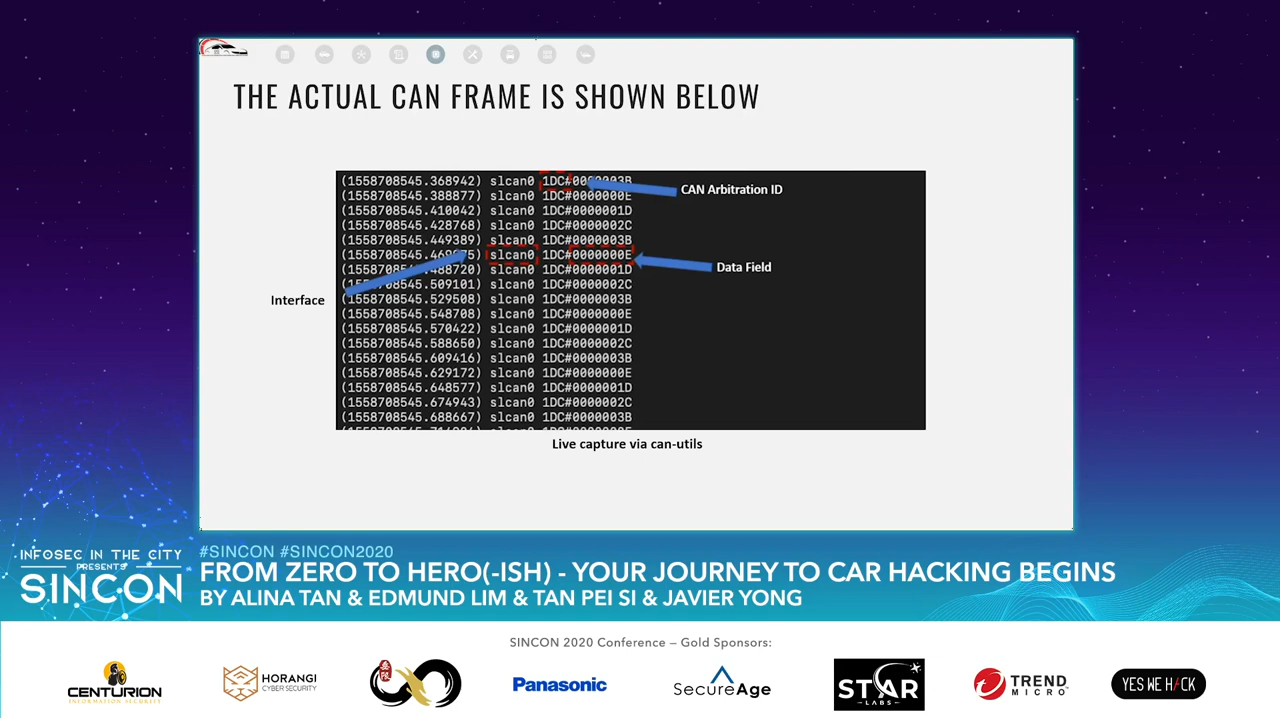 THE ACTUAL CAN FRAME IS SHOWN BELOW
(1558708545.368942) slcan0 1DC#0000003B
(1558708545.388877) slcan0 1DC#0000000E
(1558708545.410042) slcan0 1DC#0000001D
(1558708545.428768) slcan0 1DC#0000002C
(1558708545.449389) slcan0 1DC#0000003B
slcan0 1DC#0000000E
slcan0 1DC#0000001D
(1558708545.509101) slcan0 1DC#0000002C
(1558708545.529508) slcan0 1DC#0000003B
(1558708545.548708) slcan0 1DC#0000000E
(1558708545.570422) slcan0 1DC#0000001D
(1558708545.588650) slcan0 1DC#0000002C
(1558708545.609416) slcan0 1DC#0000003B
(1558708545.629172) slcan0 1DC#0000000E
(1558708545.648577) slcan0 1DC#0000001D
(1558708545.674943) slcan0 1DC#0000002C
(1558708545.688667) slcan0 1DC#0000003B
CAN Arbitration ID
Data Field
Interface
Live capture via can-utils
INFOSEC IN THE CITY
PRESENTS
SINCON
#SINCON #SINCON2020
FROM ZERO TO HERO(-ISH) - YOUR JOURNEY TO CAR HACKING BEGINS
BY ALINA TAN & EDMUND LIM & TAN PEI SI & JAVIER YONG
SINCON 2020 Conference – Gold Sponsors:
CENTURION
INFORMATION SECURITY
HORANGI
CYBER SECURITY
Panasonic
SecureAge
STAR
LABS
TREND
MICRO
YES WE H/CK